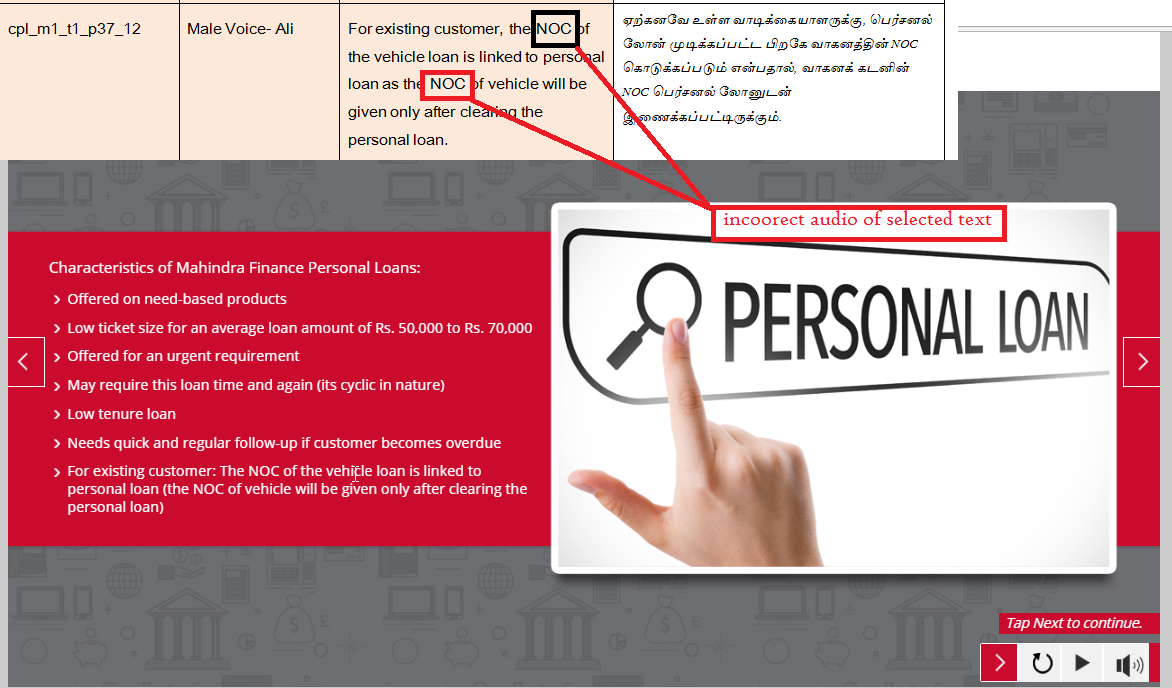 cpl_m1_t1_p37_12
Male Voice- Ali
For existing customer, the NOC of
the vehicle loan is linked to personal
loan as the NOC of vehicle will be
given only after clearing the
personal loan.
ஏற்கனவே உள்ள வாடிக்கையாளருக்கு, பெர்சனல்
லோன் முடிக்கப்பட்ட பிறகே வாகனத்தின் NOC
கொடுக்கப்படும் என்பதால், வாகனக் கடனின்
NOC பெர்சனல் லோனுடன்
இணைக்கப்பட்டிருக்கும்.
incoorect audio of selected text
Characteristics of Mahindra Finance Personal Loans:
Offered on need-based products
Low ticket size for an average loan amount of Rs. 50,000 to Rs. 70,000
Offered for an urgent requirement
May require this loan time and again (its cyclic in nature)
Low tenure loan
Needs quick and regular follow-up if customer becomes overdue
For existing customer: The NOC of the vehicle loan is linked to
personal loan (the NOC of vehicle will be given only after clearing the
personal loan)
PERSONAL LOAN
Tap Next to continue.